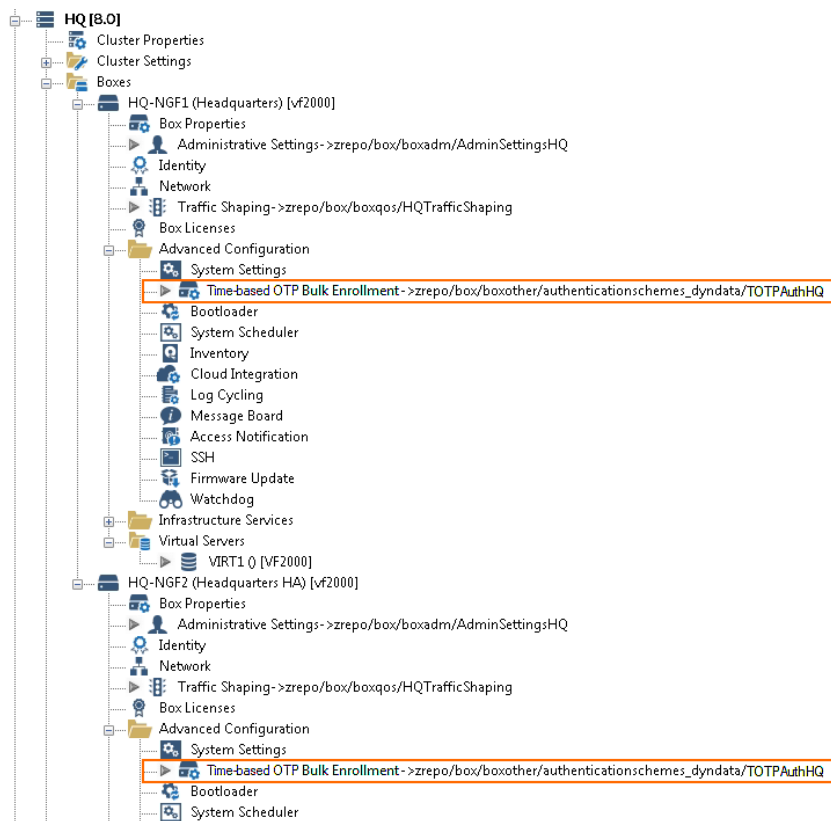 HQ [8.0]
Cluster Properties
Cluster Settings
Boxes
HQ-NGF1 (Headquarters) [vf2000]
Box Properties
Administrative Settings->zrepo/box/boxadm/AdminSettingsHQ
Identity
Network
Traffic Shaping->zrepo/box/boxqos/HQTrafficShaping
Box Licenses
Advanced Configuration
System Settings
Time-based OTP Bulk Enrollment->zrepo/box/boxother/authenticationschemes_dyndata/TOTPAuthHQ
Bootloader
System Scheduler
Inventory
Cloud Integration
Log Cycling
Message Board
Access Notification
SSH
Firmware Update
Watchdog
Infrastructure Services
Virtual Servers
VIRT1 () [VF2000]
HQ-NGF2 (Headquarters HA) [vf2000]
Box Properties
Administrative Settings->zrepo/box/boxadm/AdminSettingsHQ
Identity
Network
Traffic Shaping->zrepo/box/boxqos/HQTrafficShaping
Box Licenses
Advanced Configuration
System Settings
Time-based OTP Bulk Enrollment->zrepo/box/boxother/authenticationschemes_dyndata/TOTPAuthHQ
Bootloader
System Scheduler